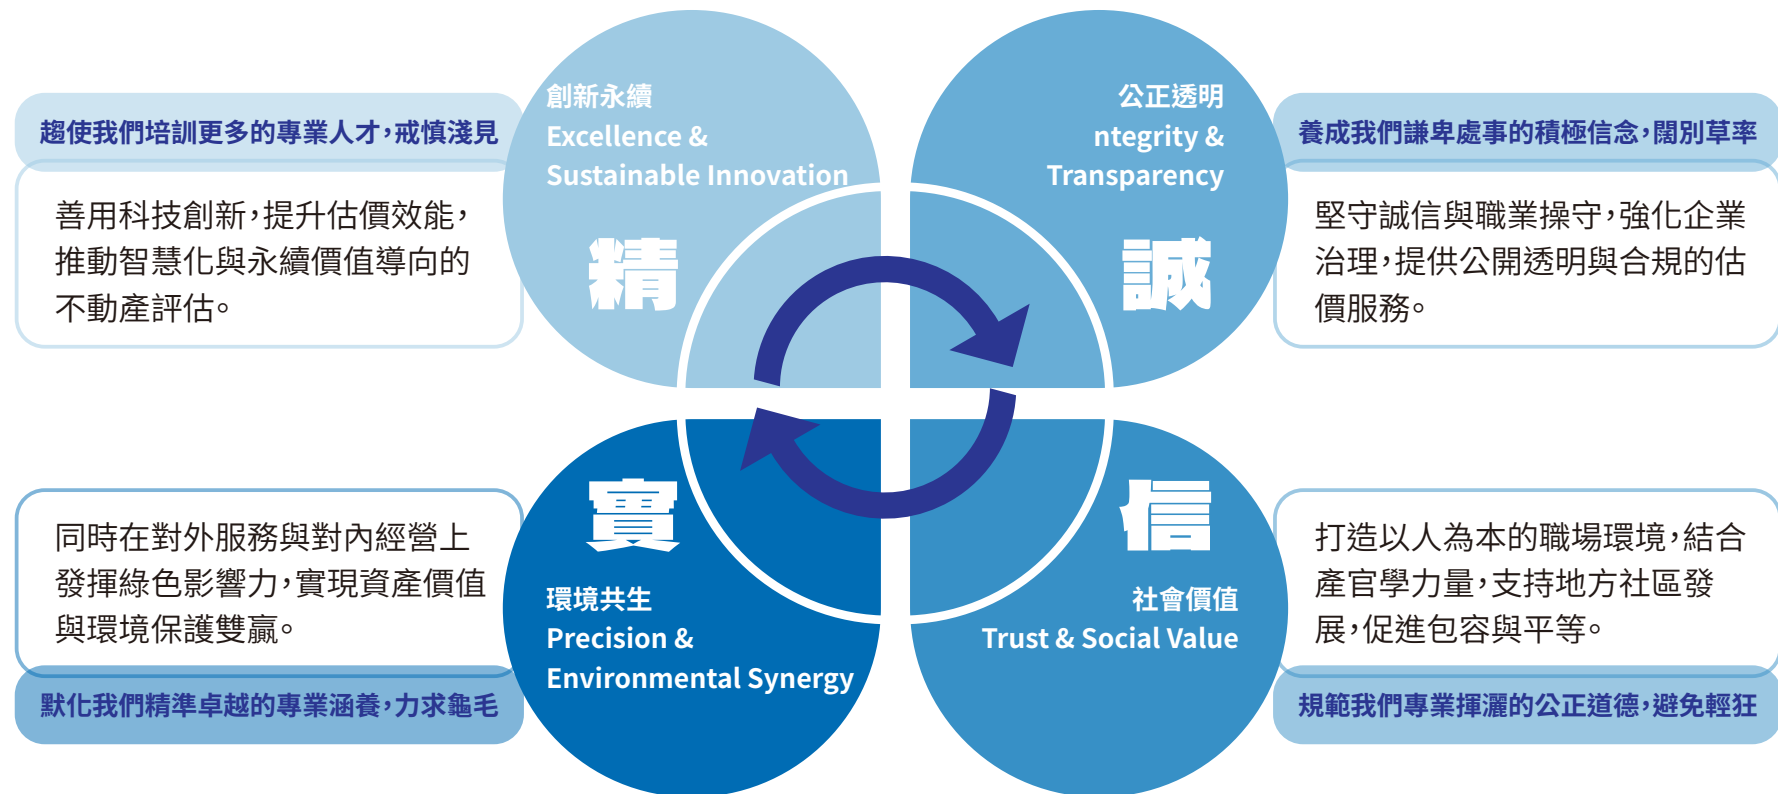 創新永續
Excellence &
Sustainable Innovation
精
趨使我們培訓更多的專業人才,戒慎淺見
善用科技創新,提升估價效能,
推動智慧化與永續價值導向的
不動產評估。
公正透明
ntegrity &
Transparency
誠
養成我們謙卑處事的積極信念,闊別草率
堅守誠信與職業操守,強化企業
治理,提供公開透明與合規的估
價服務。
實
環境共生
Precision &
Environmental Synergy
同時在對外服務與對內經營上
發揮綠色影響力,實現資產價值
與環境保護雙贏。
默化我們精準卓越的專業涵養,力求龜毛
信
社會價值
Trust & Social Value
打造以人為本的職場環境,結合
產官學力量,支持地方社區發
展,促進包容與平等。
規範我們專業揮灑的公正道德,避免輕狂